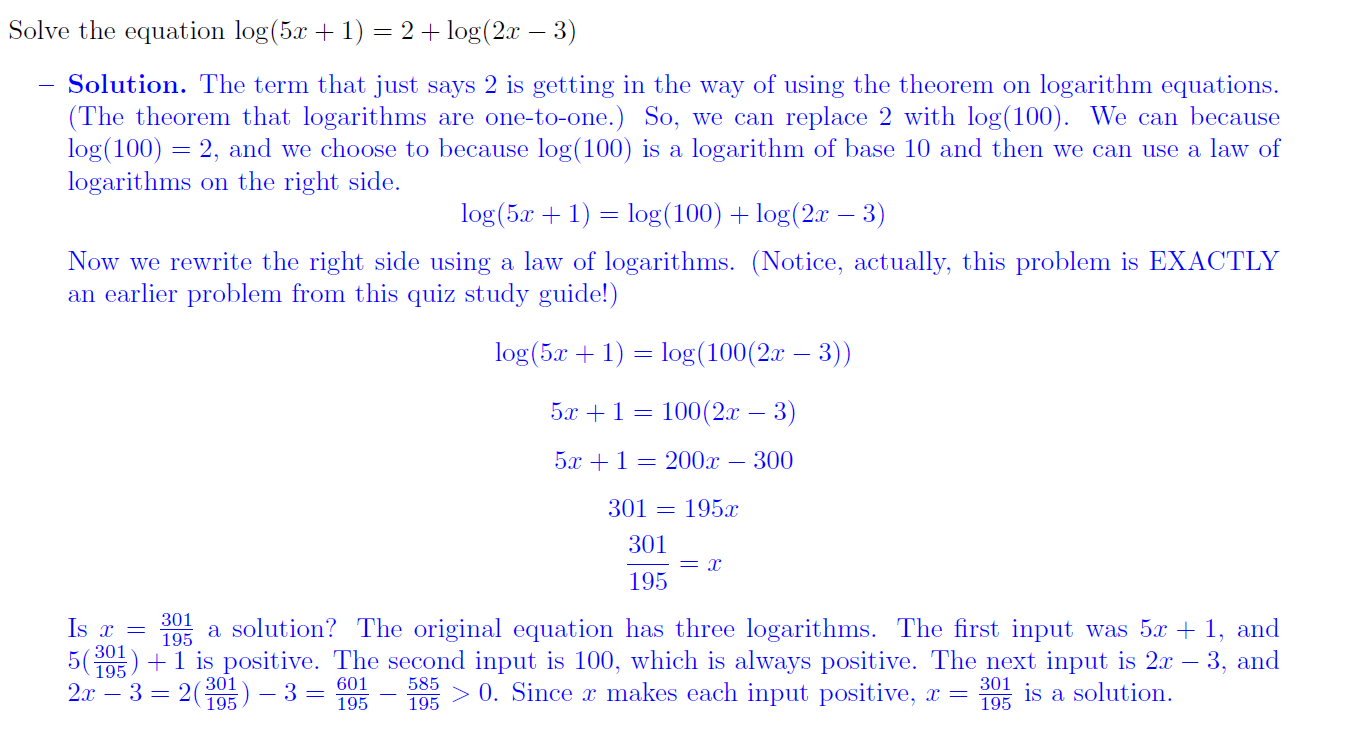 Solve the equation log(5x + 1) = 2 + log(2x − 3)
– Solution. The term that just says 2 is getting in the way of using the theorem on logarithm equations.
(The theorem that logarithms are one-to-one.) So, we can replace 2 with log(100). We can because
log(100) = 2, and we choose to because log(100) is a logarithm of base 10 and then we can use a law of
logarithms on the right side.
log(5x + 1) = log(100) + log(2x − 3)
Now we rewrite the right side using a law of logarithms. (Notice, actually, this problem is EXACTLY
an earlier problem from this quiz study guide!)
log(5x + 1) = log(100(2x − 3))
5x + 1 = 100(2x − 3)
5x + 1 = 200x − 300
301 = 195x
301/195 = x
Is x = 301/195 a solution? The original equation has three logarithms. The first input was 5x + 1, and
5(301/195) + 1 is positive. The second input is 100, which is always positive. The next input is 2x − 3, and
2x − 3 = 2(301/195) − 3 = 601/195 − 585/195 > 0. Since x makes each input positive, x = 301/195 is a solution.